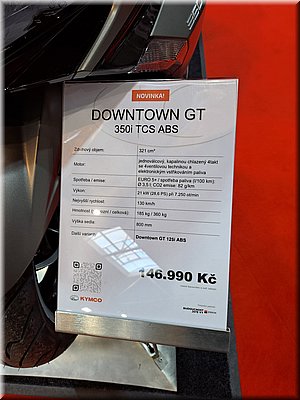 NOVINKA!
DOWNTOWN GT
350i TCS ABS
Zdvihový objem: 321 cm³
Motor: jednoválcový, kapalinou chlazený 4takt
se 4ventilovou technikou a
elektronickým vstřikováním paliva
Spotřeba / emise: EURO 5+ / spotřeba paliva (l/100 km):
Ø 3,5 l; CO2 emise: 82 g/km
Výkon: 21 kW (28,6 PS) při 7.250 ot/min
Nejvyšší rychlost: 130 km/h
Hmotnost (provozní / celková): 185 kg / 360 kg
Výška sedla: 800 mm
Další varianty: Downtown GT 125i ABS
146.990 Kč
KYMCO